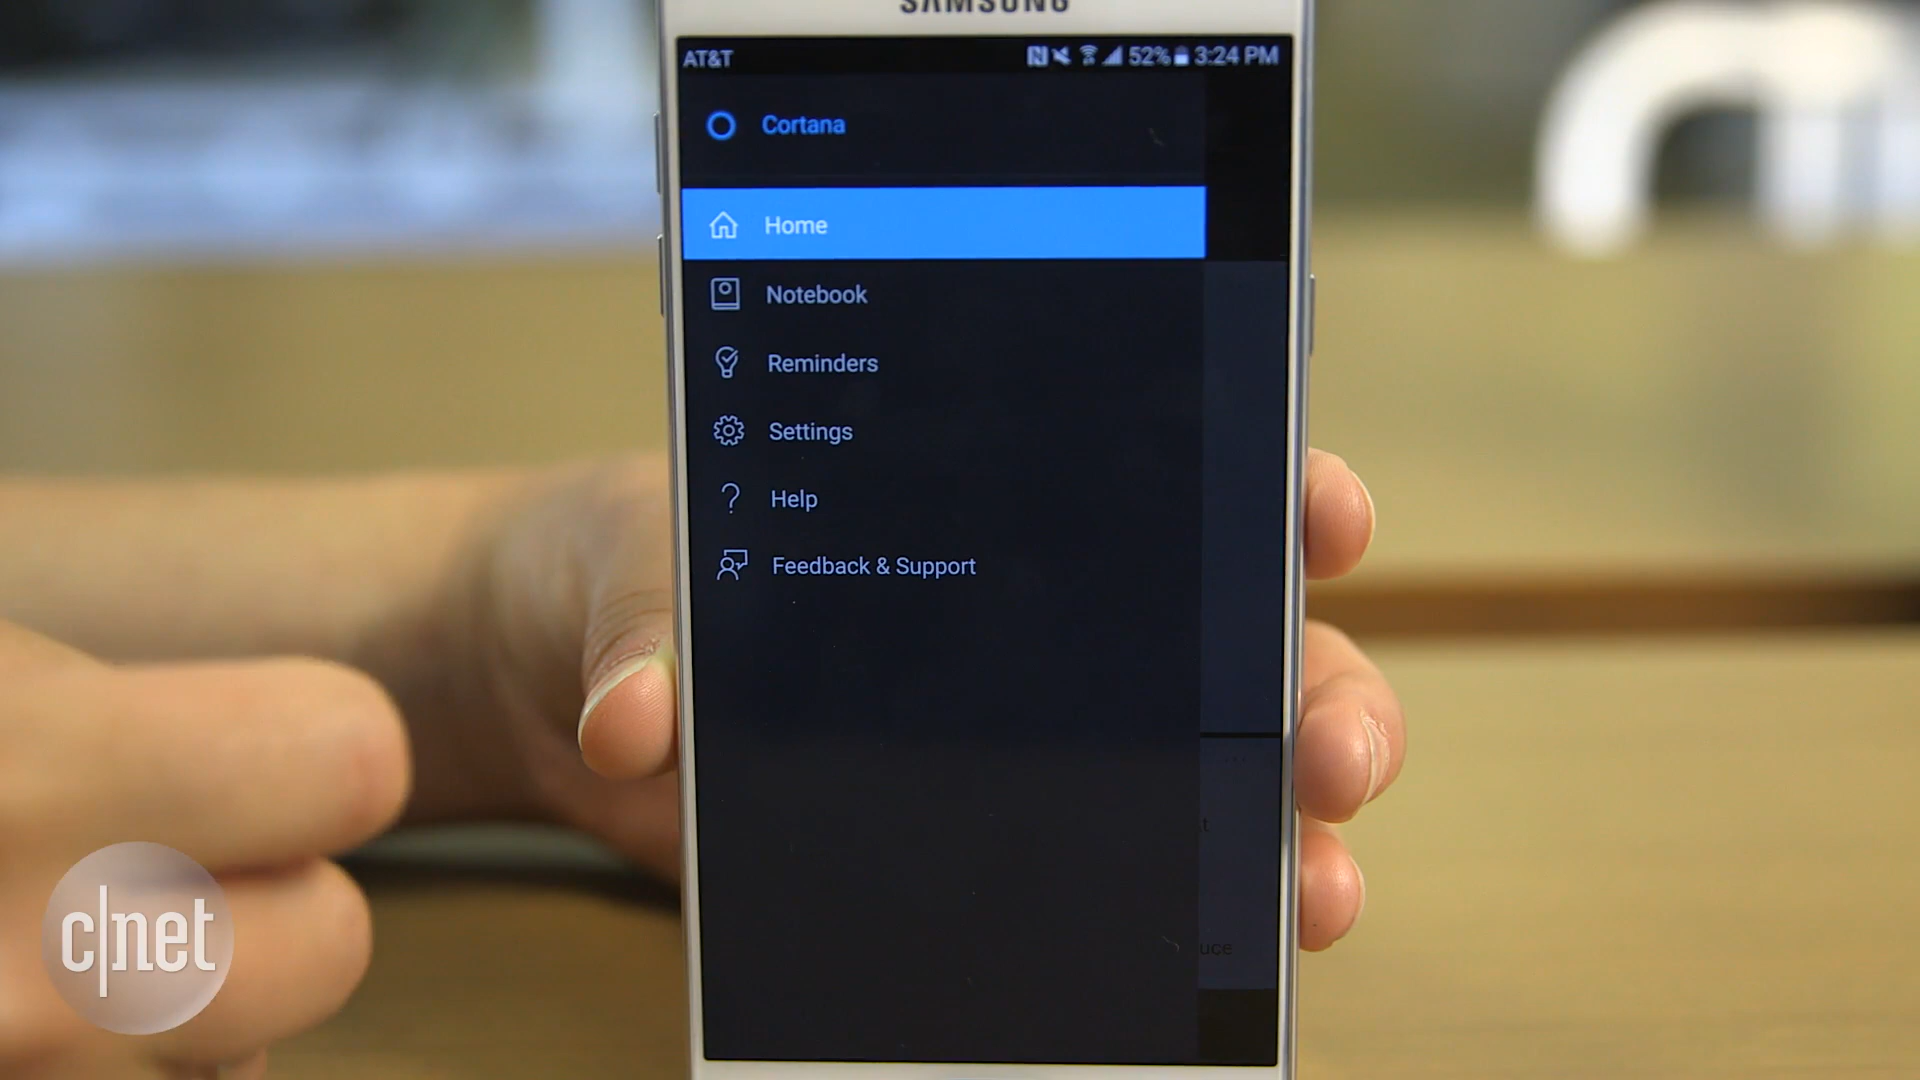 SAMSUNG
AT&T 52% 3:24 PM
Cortana
Home
Notebook
Reminders
Settings
Help
Feedback & Support
uce
c|net